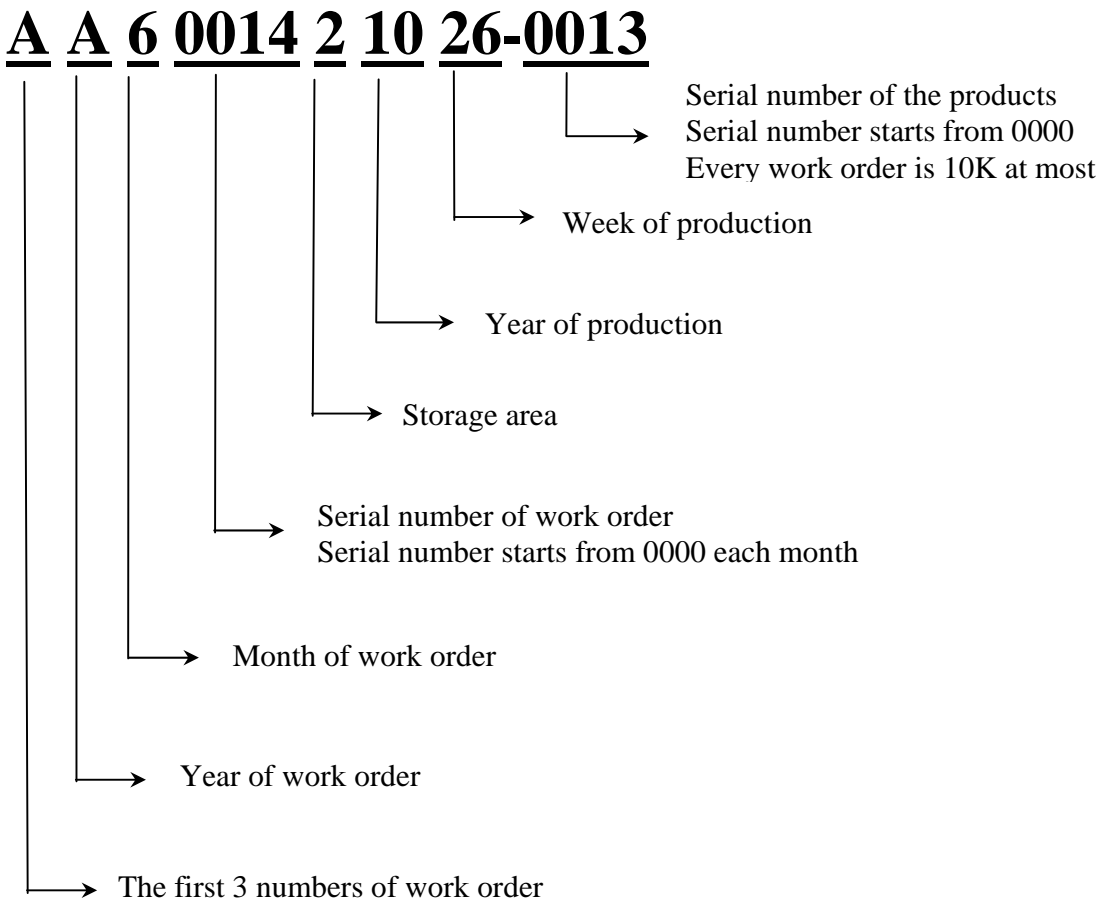 A A 6 0014 2 10 26-0013
Serial number of the products
Serial number starts from 0000
Every work order is 10K at most
Week of production
Year of production
Storage area
Serial number of work order
Serial number starts from 0000 each month
Month of work order
Year of work order
The first 3 numbers of work order